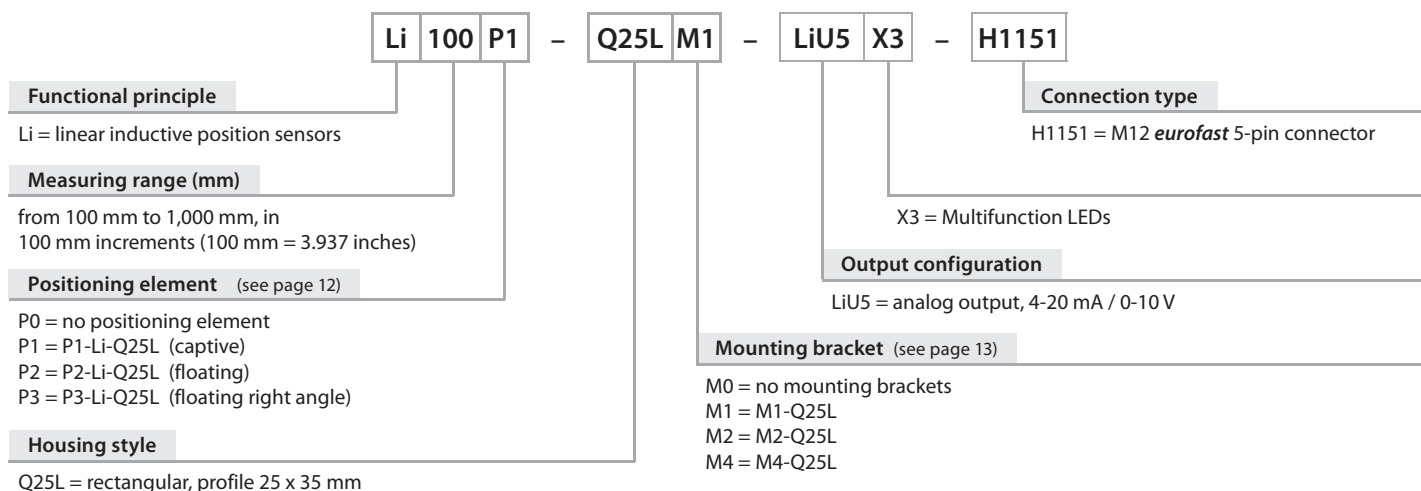 Li 100 P1 – Q25L M1 – LiU5 X3 – H1151
Functional principle
Li = linear inductive position sensors
Measuring range (mm)
from 100 mm to 1,000 mm, in
100 mm increments (100 mm = 3.937 inches)
Positioning element (see page 12)
P0 = no positioning element
P1 = P1-Li-Q25L (captive)
P2 = P2-Li-Q25L (floating)
P3 = P3-Li-Q25L (floating right angle)
Housing style
Q25L = rectangular, profile 25 x 35 mm
Connection type
H1151 = M12 eurofast 5-pin connector
X3 = Multifunction LEDs
Output configuration
LiU5 = analog output, 4-20 mA / 0-10 V
Mounting bracket (see page 13)
M0 = no mounting brackets
M1 = M1-Q25L
M2 = M2-Q25L
M4 = M4-Q25L